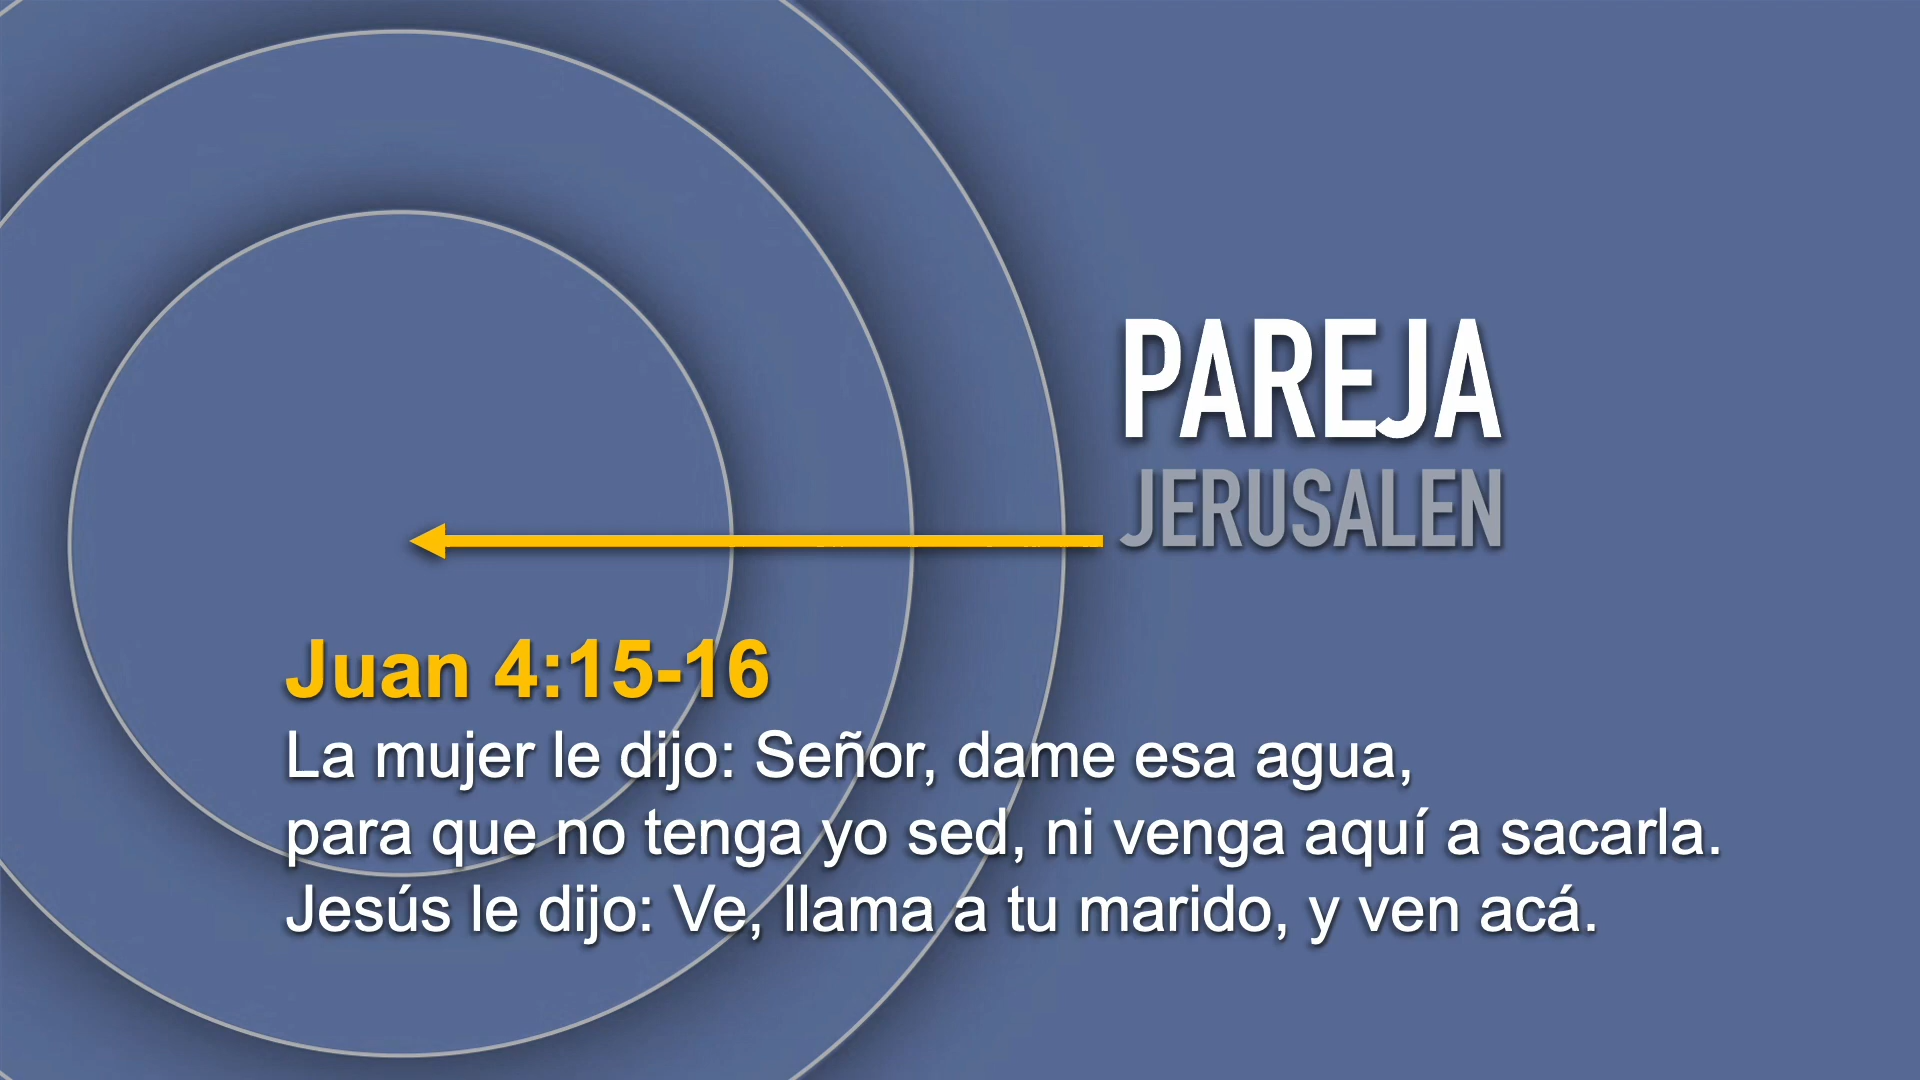 PAREJA
JERUSALEN
Juan 4:15-16
La mujer le dijo: Señor, dame esa agua,
para que no tenga yo sed, ni venga aquí a sacarla.
Jesús le dijo: Ve, llama a tu marido, y ven acá.